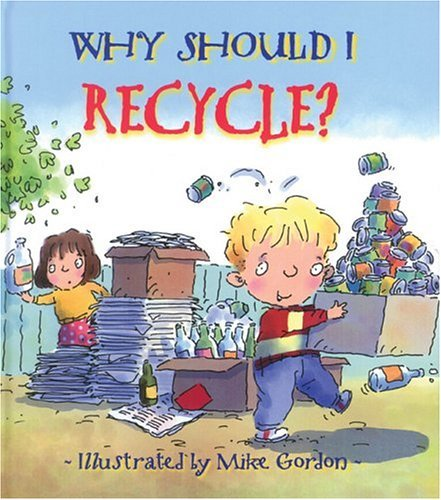 WHY SHOULD I
RECYCLE?
~Illustrated by Mike Gordon~